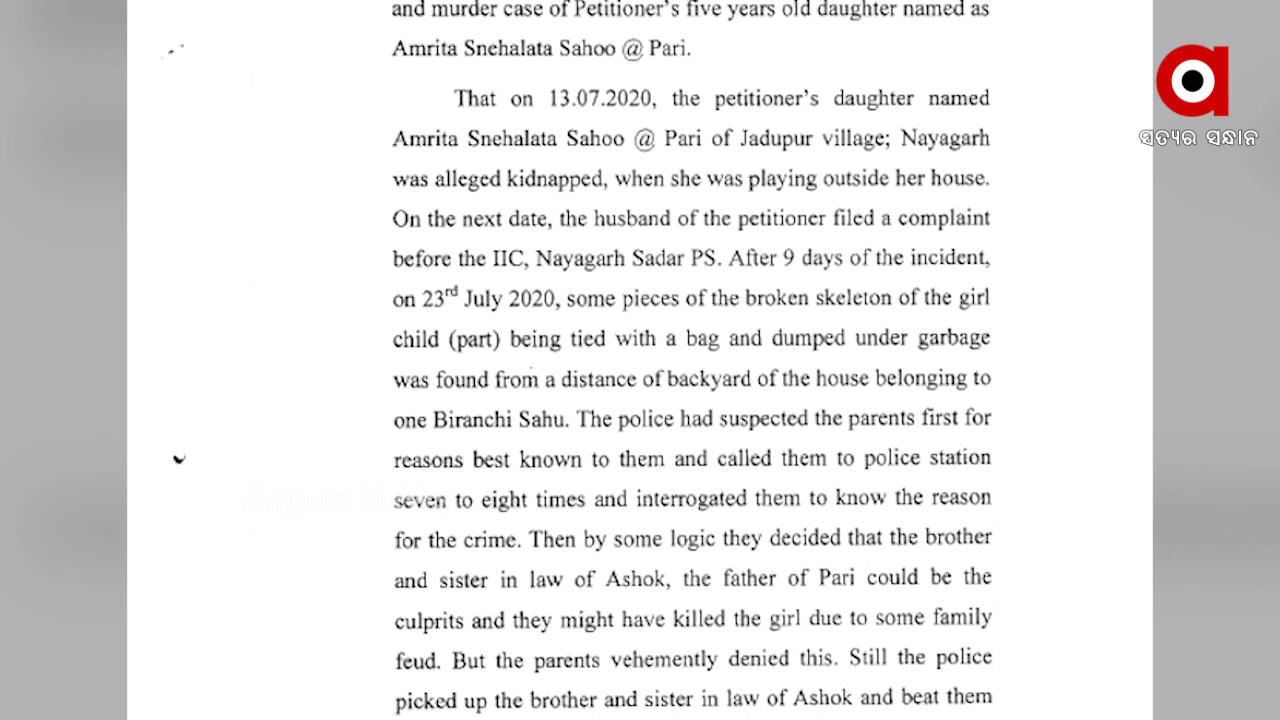 and murder case of Petitioner's five years old daughter named as
Amrita Snehalata Sahoo @ Pari.
That on 13.07.2020, the petitioner's daughter named
Amrita Snehalata Sahoo @ Pari of Jadupur village; Nayagarh
was alleged kidnapped, when she was playing outside her house.
On the next date, the husband of the petitioner filed a complaint
before the IIC, Nayagarh Sadar PS. After 9 days of the incident,
on 23rd July 2020, some pieces of the broken skeleton of the girl
child (part) being tied with a bag and dumped under garbage
was found from a distance of backyard of the house belonging to
one Biranchi Sahu. The police had suspected the parents first for
reasons best known to them and called them to police station
seven to eight times and interrogated them to know the reason
for the crime. Then by some logic they decided that the brother
and sister in law of Ashok, the father of Pari could be the
culprits and they might have killed the girl due to some family
feud. But the parents vehemently denied this. Still the police
picked up the brother and sister in law of Ashok and beat them
a
ସତ୍ୟର ସନ୍ଧାନ
Argus